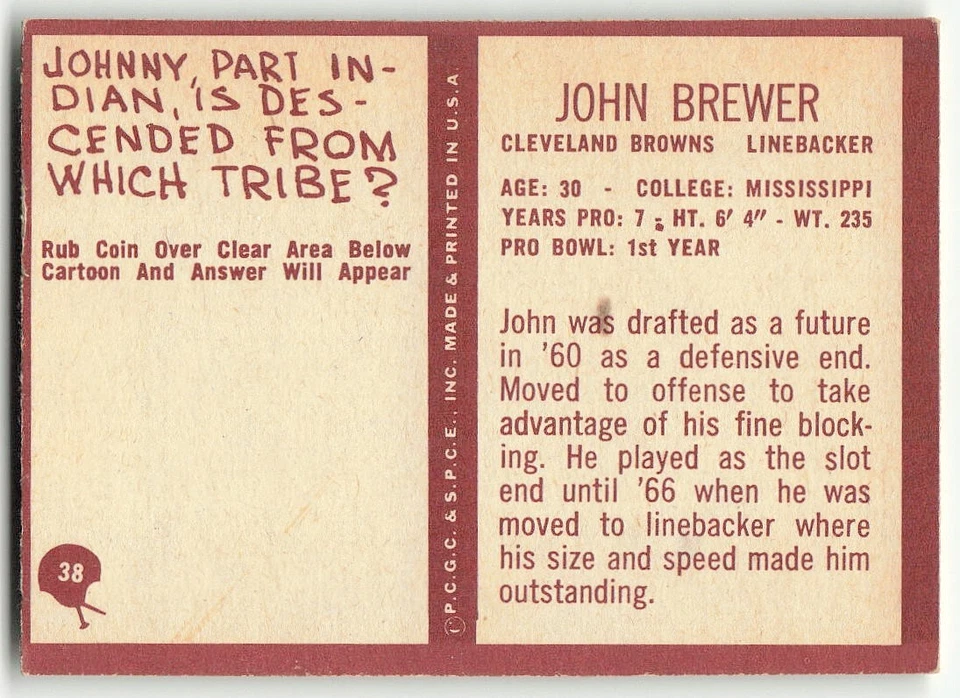 JOHNNY, PART IN-
DIAN, IS DES-
CENDED FROM
WHICH TRIBE?
Rub Coin Over Clear Area Below
Cartoon And Answer Will Appear
38
© P.C.G.C. & S.P.C.E., INC. MADE & PRINTED IN U.S.A.
JOHN BREWER
CLEVELAND BROWNS LINEBACKER
AGE: 30 - COLLEGE: MISSISSIPPI
YEARS PRO: 7 - HT. 6' 4" - WT. 235
PRO BOWL: 1st YEAR
John was drafted as a future
in '60 as a defensive end.
Moved to offense to take
advantage of his fine block-
ing. He played as the slot
end until '66 when he was
moved to linebacker where
his size and speed made him
outstanding.